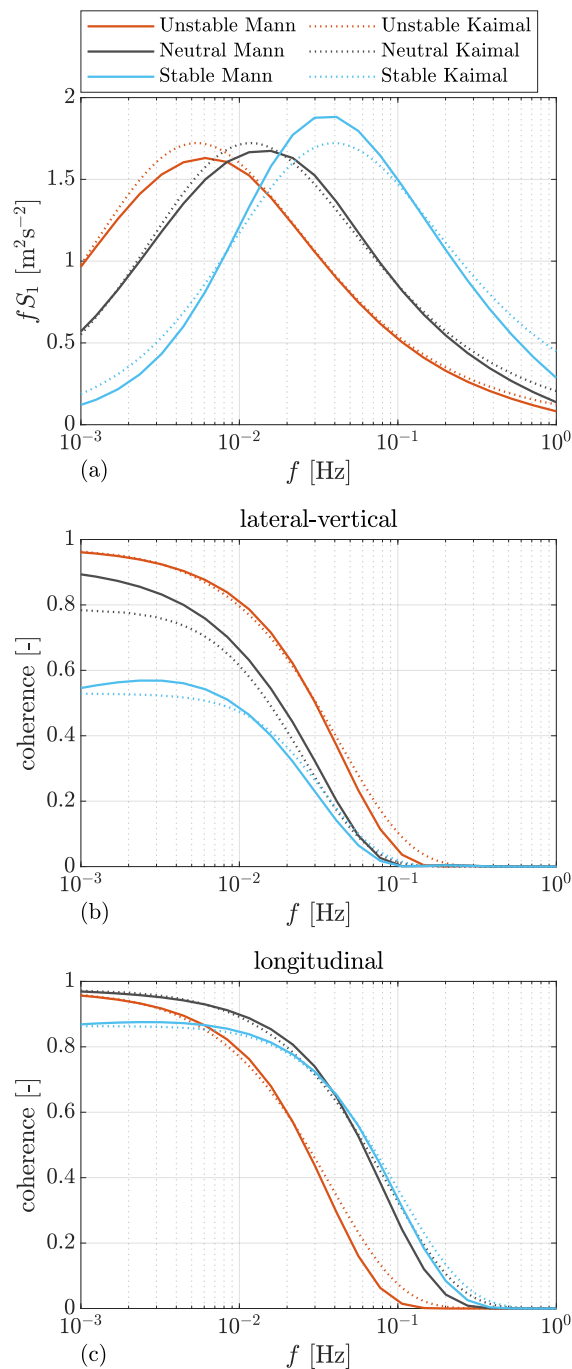 Unstable Mann Unstable Kaimal
Neutral Mann Neutral Kaimal
Stable Mann Stable Kaimal
2
1.5
1
0.5
0
fS₁ [m²s⁻²]
10⁻³ 10⁻² 10⁻¹ 10⁰
(a) f [Hz]
lateral-vertical
1
0.8
0.6
0.4
0.2
0
coherence [-]
10⁻³ 10⁻² 10⁻¹ 10⁰
(b) f [Hz]
longitudinal
1
0.8
0.6
0.4
0.2
0
coherence [-]
10⁻³ 10⁻² 10⁻¹ 10⁰
(c) f [Hz]